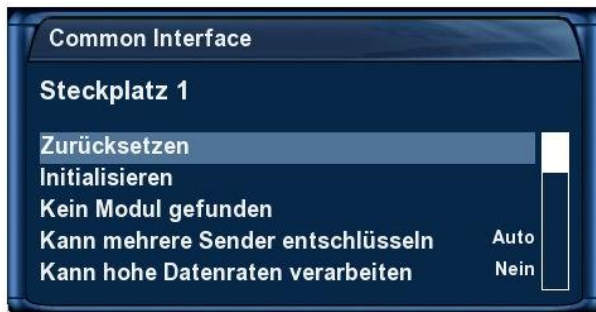 Common Interface
Steckplatz 1
Zurücksetzen
Initialisieren
Kein Modul gefunden
Kann mehrere Sender entschlüsseln Auto
Kann hohe Datenraten verarbeiten Nein